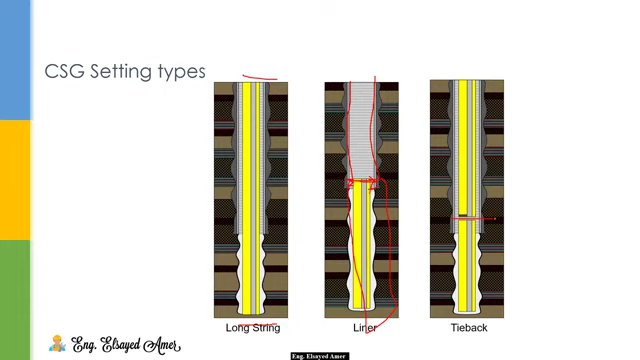 CSG Setting types
Long String
Liner
Tieback
Eng. Elsayed Amer
Eng. Elsayed Amer